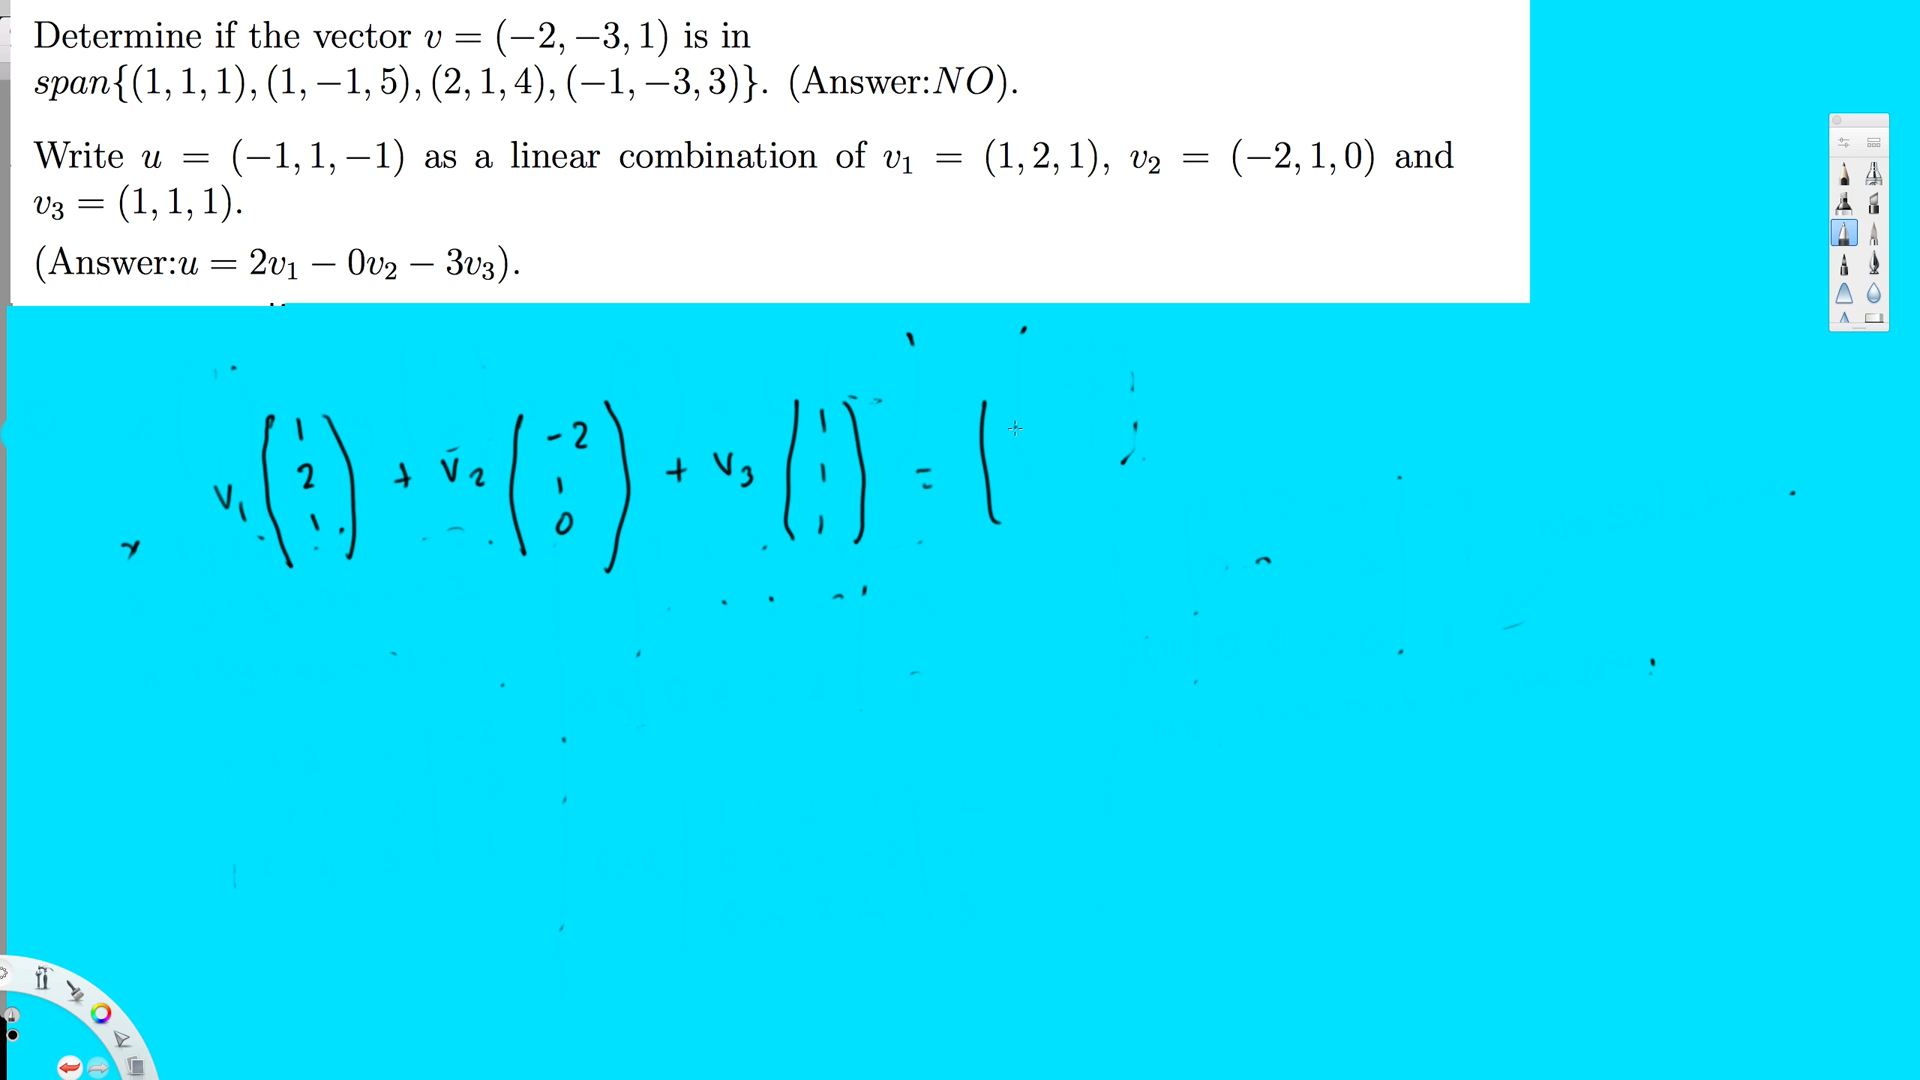 Determine if the vector v = (−2, −3, 1) is in
span{(1, 1, 1), (1, −1, 5), (2, 1, 4), (−1, −3, 3)}. (Answer:NO).
Write u = (−1, 1, −1) as a linear combination of v₁ = (1, 2, 1), v₂ = (−2, 1, 0) and
v₃ = (1, 1, 1).
(Answer:u = 2v₁ − 0v₂ − 3v₃).
v₁ (1 2 1) + v₂ (-2 1 0) + v₃ (1 1 1) = (